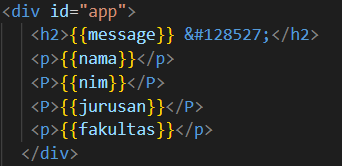 <div id="app">
<h2>{{message}} &#128527;</h2>
<p>{{nama}}</p>
<P>{{nim}}</P>
<P>{{jurusan}}</P>
<p>{{fakultas}}</p>
</div>